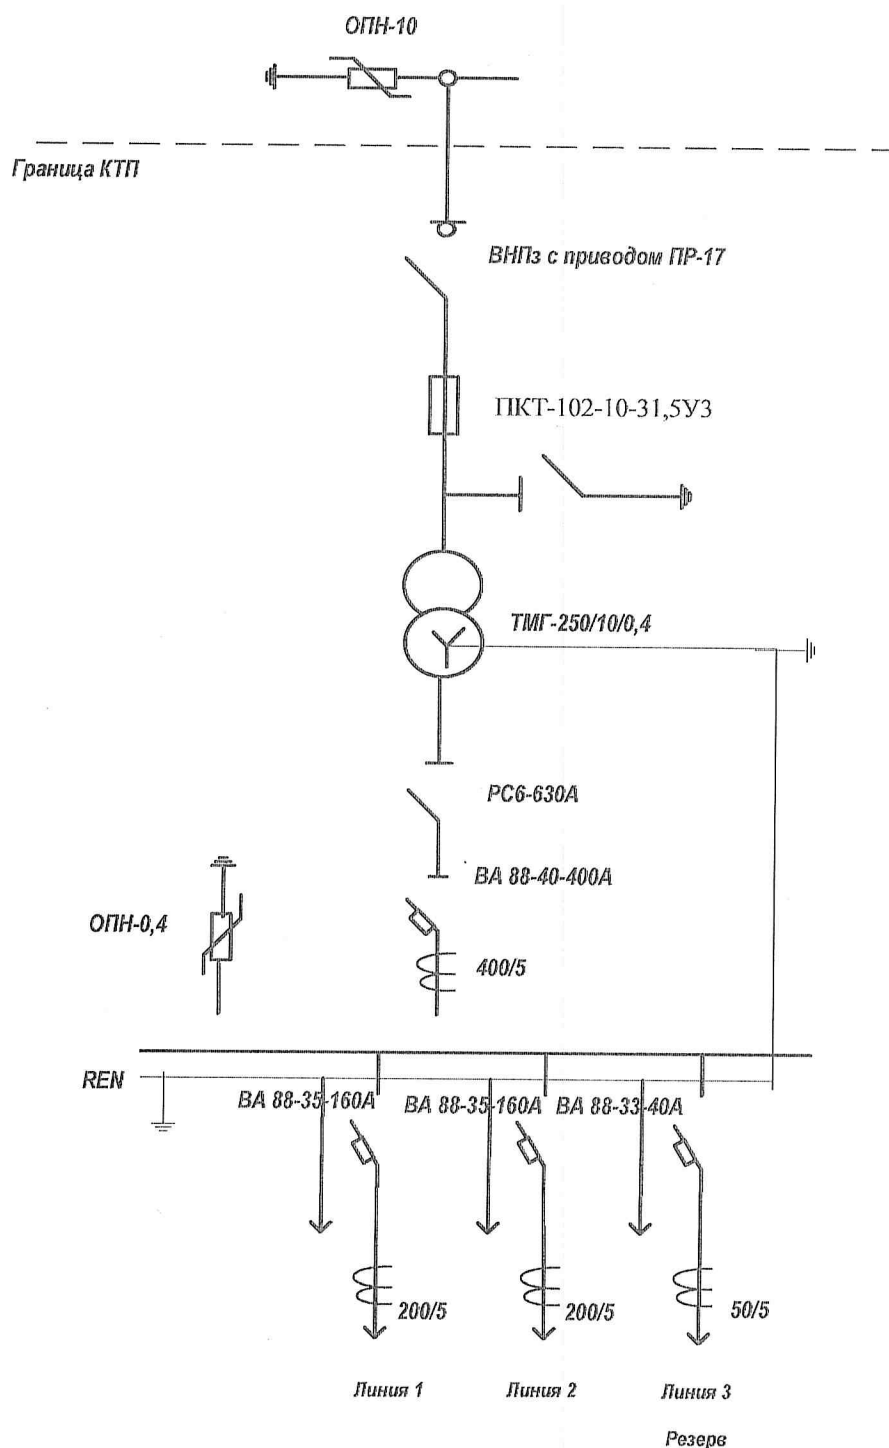 ОПН-10
Граница КТП
ВНПз с приводом ПР-17
ПКТ-102-10-31,5У3
ТМГ-250/10/0,4
РС6-630А
ВА 88-40-400А
ОПН-0,4
400/5
REN
ВА 88-35-160А ВА 88-35-160А ВА 88-33-40А
200/5 200/5 50/5
Линия 1 Линия 2 Линия 3
Резерв